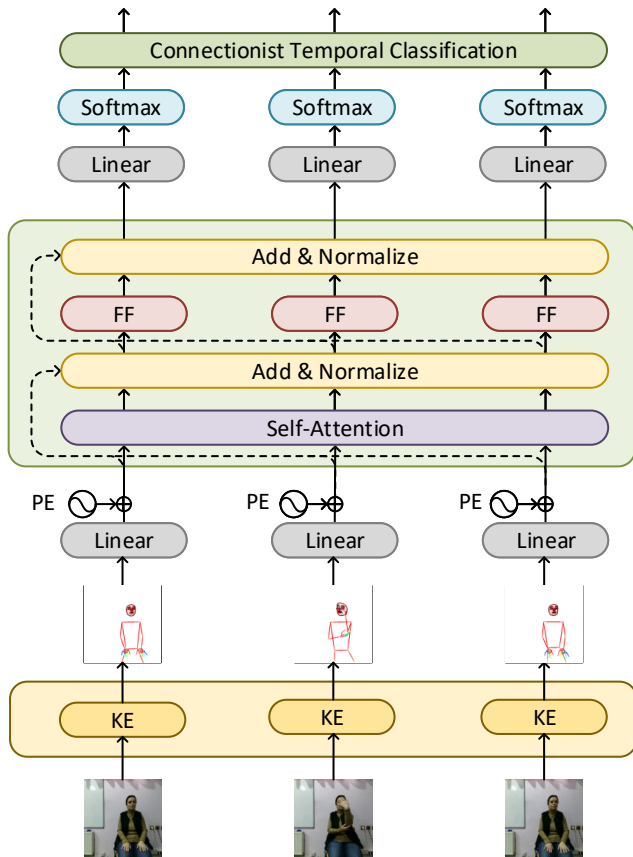 Connectionist Temporal Classification
Softmax Softmax Softmax
Linear Linear Linear
Add & Normalize
FF FF FF
Add & Normalize
Self-Attention
PE PE PE
Linear Linear Linear
KE KE KE